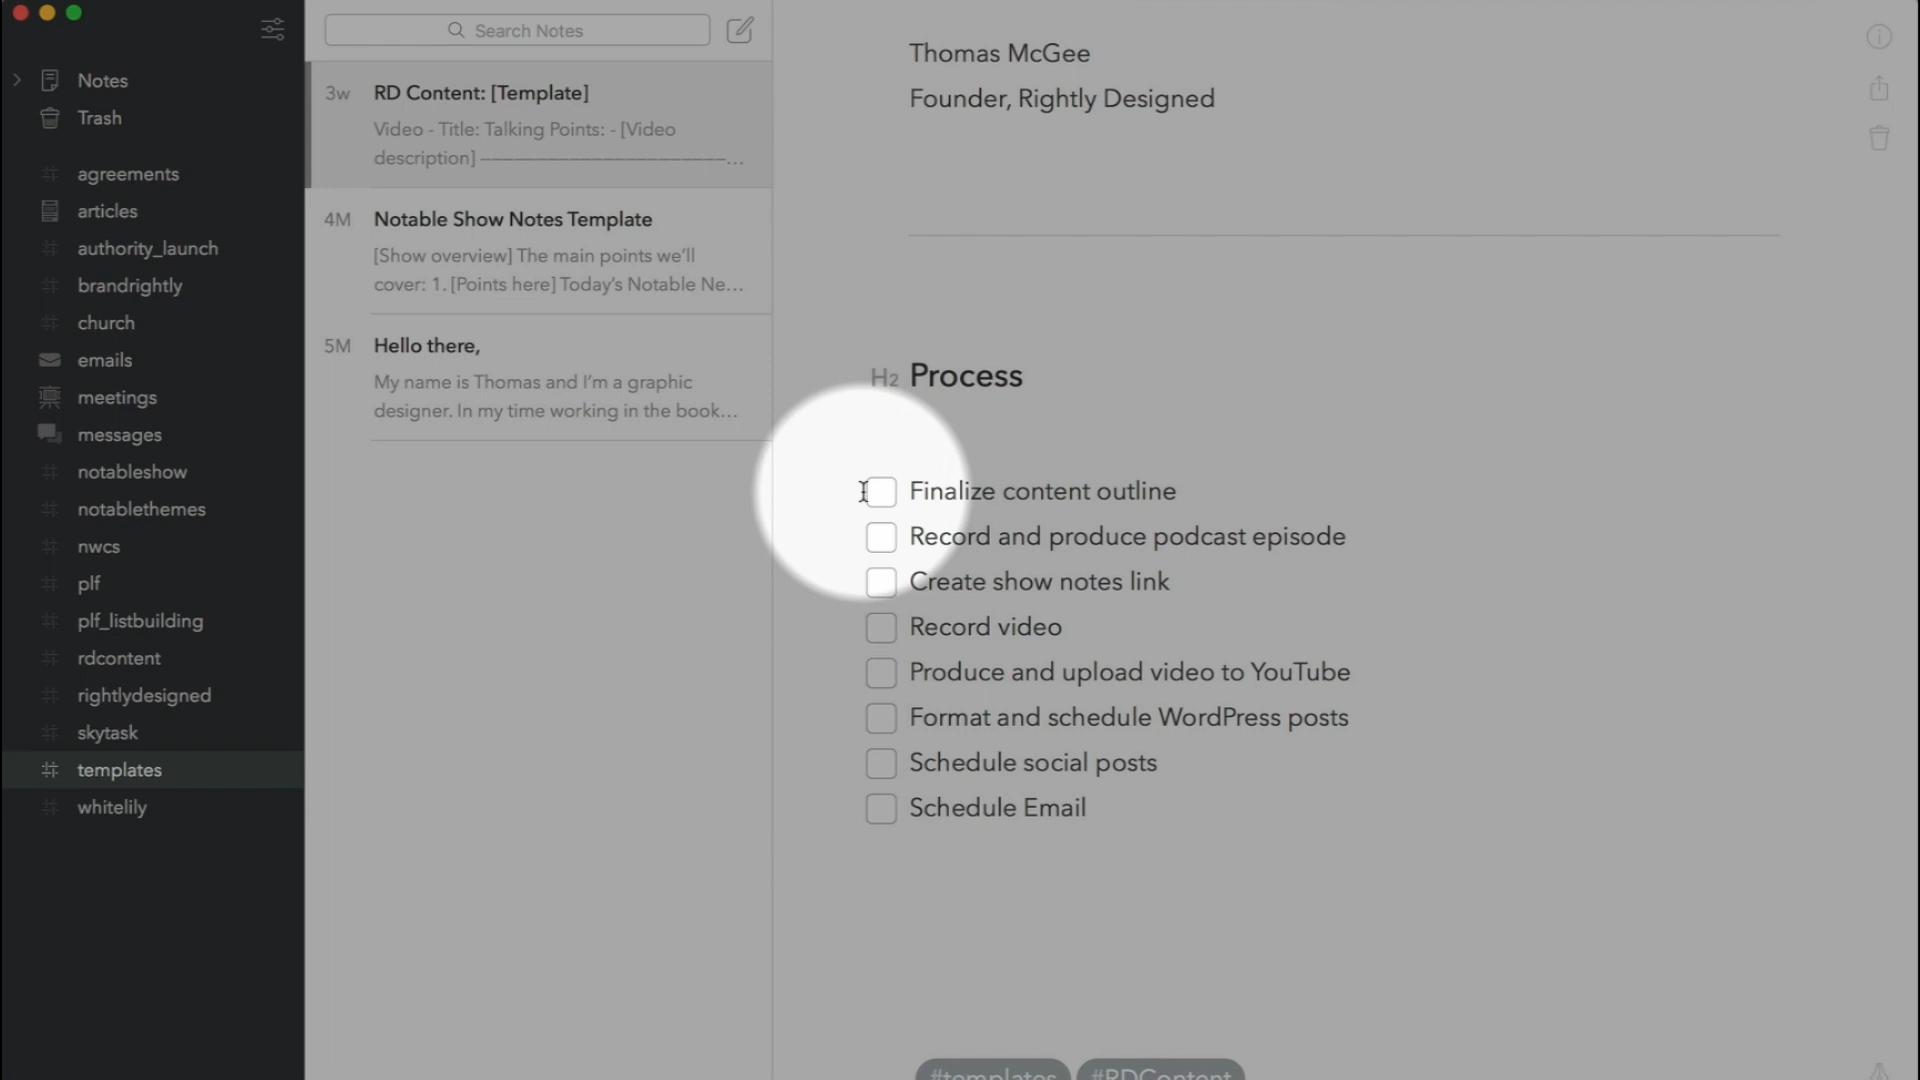 Notes
Trash
agreements
articles
authority_launch
brandrightly
church
emails
meetings
messages
notableshow
notablethemes
nwcs
plf
plf_listbuilding
rdcontent
rightlydesigned
skytask
templates
whitelily
Search Notes
3w RD Content: [Template]
Video - Title: Talking Points: - [Video
description] ––––––––––––––––––––––––...
4M Notable Show Notes Template
[Show overview] The main points we'll
cover: 1. [Points here] Today's Notable Ne...
5M Hello there,
My name is Thomas and I'm a graphic
designer. In my time working in the book...
Thomas McGee
Founder, Rightly Designed
H2 Process
Finalize content outline
Record and produce podcast episode
Create show notes link
Record video
Produce and upload video to YouTube
Format and schedule WordPress posts
Schedule social posts
Schedule Email
#templates #RDContent